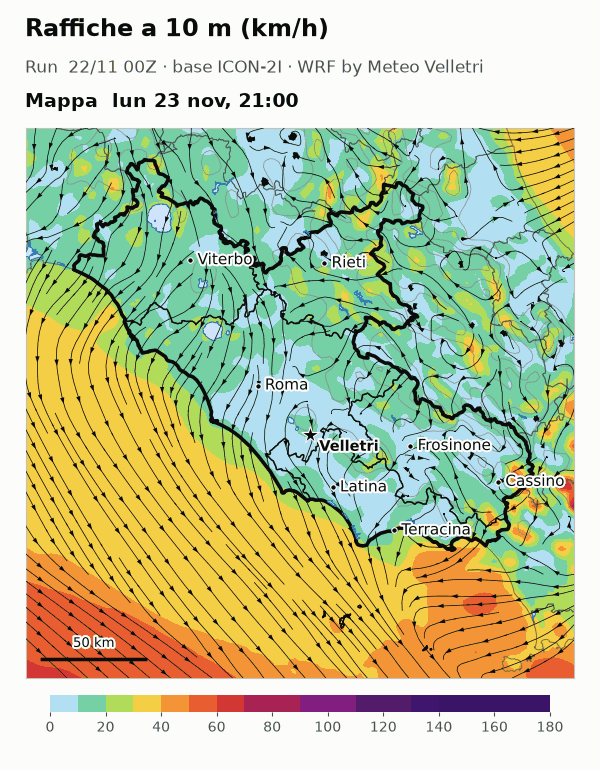 Raffiche a 10 m (km/h)
Run 22/11 00Z · base ICON-2I · WRF by Meteo Velletri
Mappa lun 23 nov, 21:00
Viterbo
Rieti
Roma
Velletri
Frosinone
Cassino
Latina
Terracina
50 km
0 20 40 60 80 100 120 140 160 180